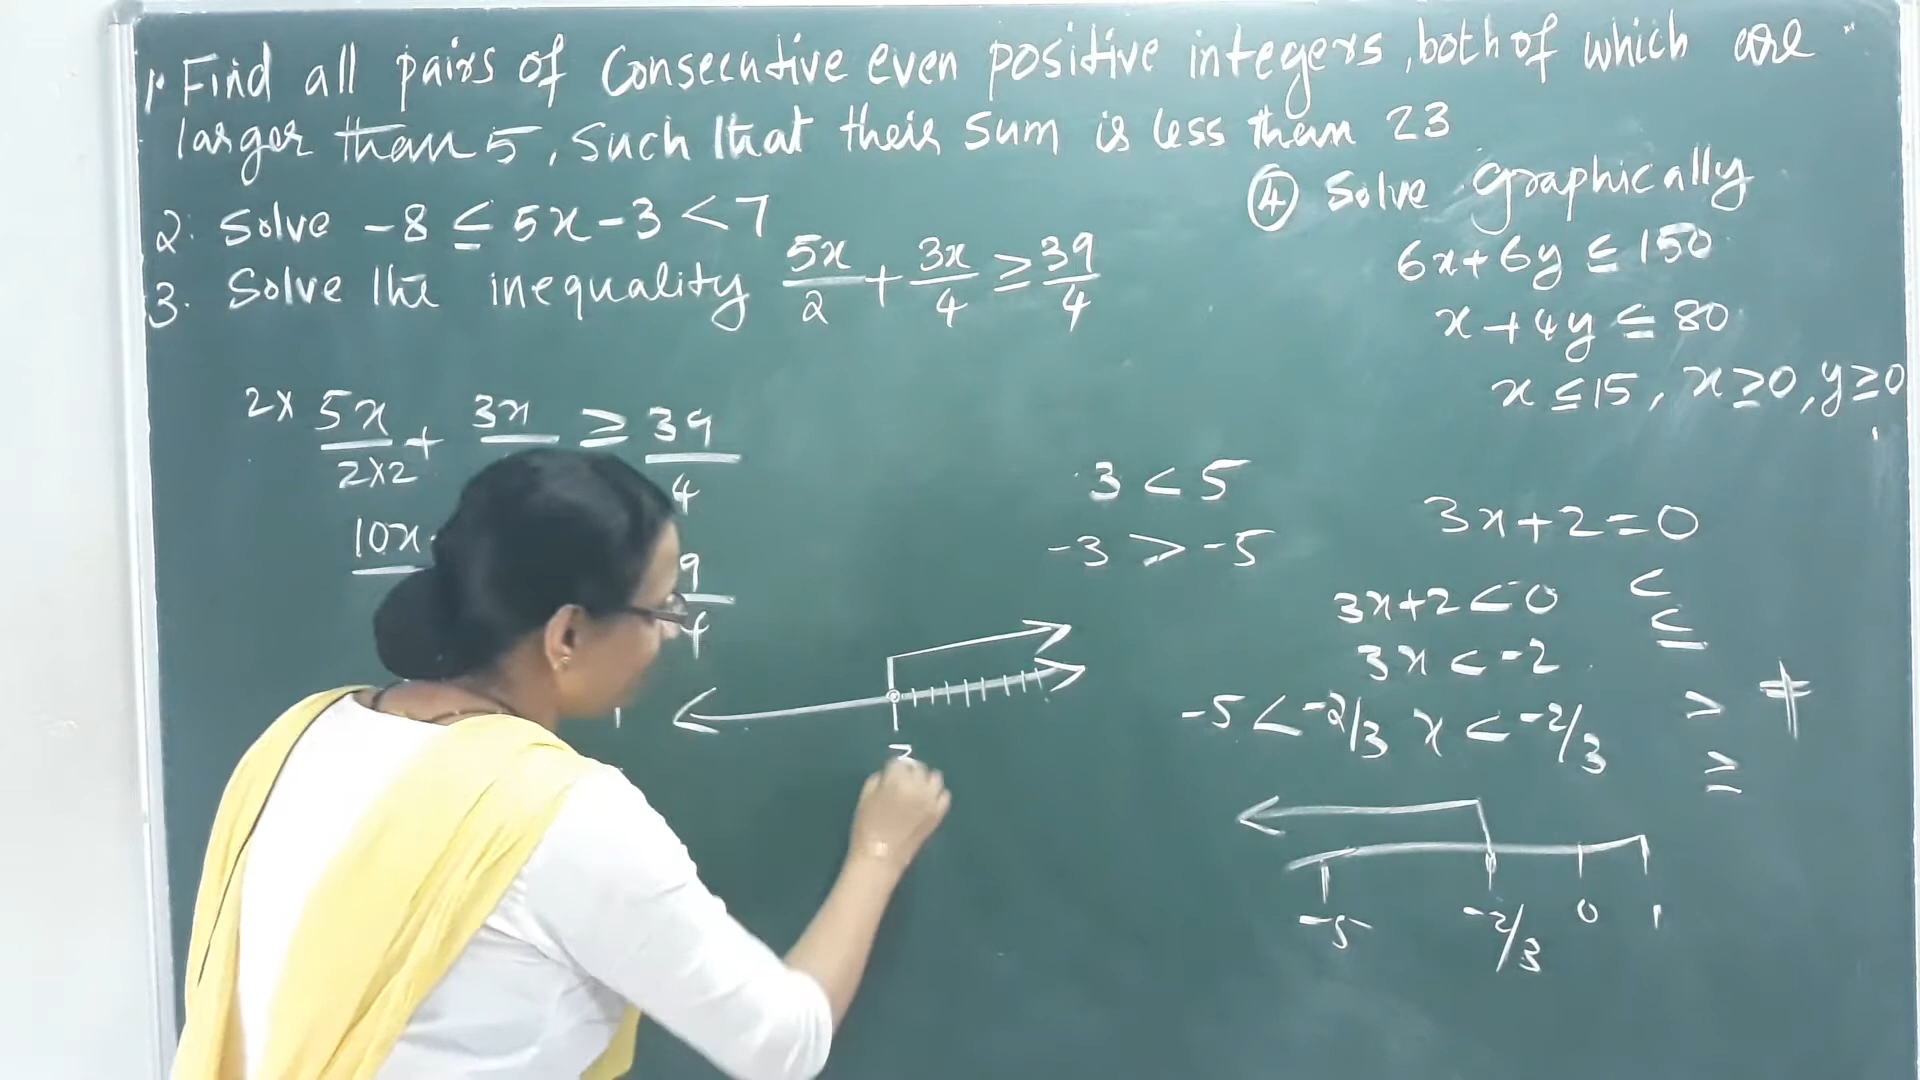 1. Find all pairs of Consecutive even positive integers, both of which are
larger than 5, such that their sum is less than 23
2. Solve -8 ≤ 5x - 3 < 7
3. Solve the inequality 5x/2 + 3x/4 ≥ 39/4
④ Solve graphically
6x + 6y ≤ 150
x + 4y ≤ 80
x ≤ 15, x ≥ 0, y ≥ 0
2x 5x/2x2 + 3x ≥ 39/4
10x
9/4
3
3 < 5
-3 > -5
3x + 2 = 0
3x + 2 < 0 <
≤
3x < -2
-5 < -2/3 x < -2/3 > ≠
≥
-5 -2/3 0 1